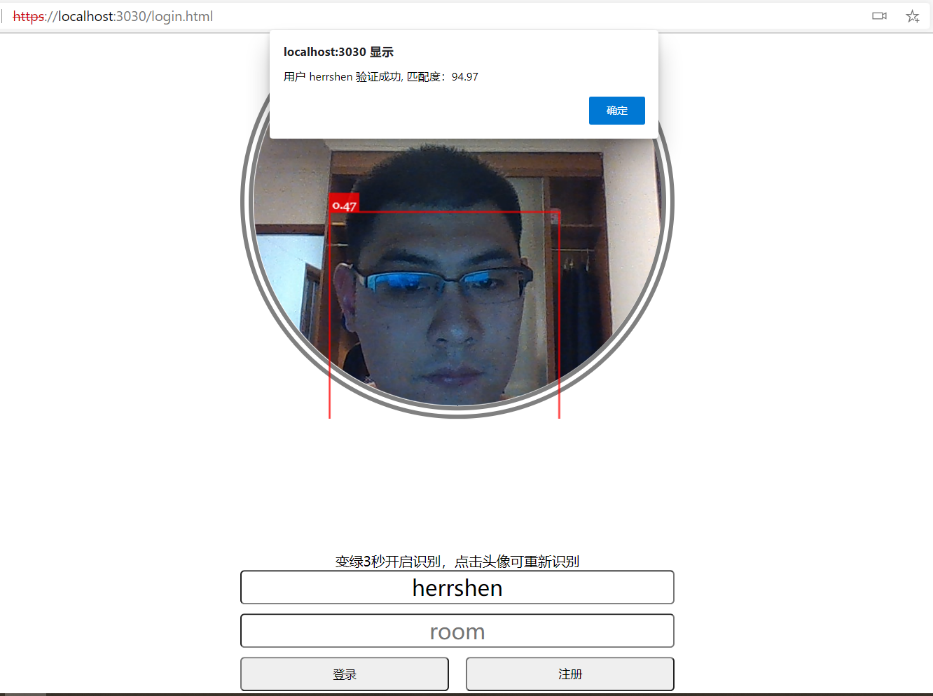 https://localhost:3030/login.html
localhost:3030 显示
用户 herrshen 验证成功, 匹配度：94.97
确定
0.47
变绿3秒开启识别，点击头像可重新识别
herrshen
room
登录 注册